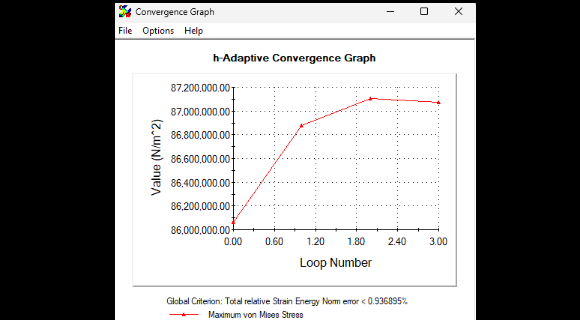 Convergence Graph
File Options Help
h-Adaptive Convergence Graph
87,200,000.00
87,000,000.00
86,800,000.00
86,600,000.00
86,400,000.00
86,200,000.00
86,000,000.00
Value (N/m^2)
0.00 0.60 1.20 1.80 2.40 3.00
Loop Number
Global Criterion: Total relative Strain Energy Norm error < 0.936895%
Maximum von Mises Stress